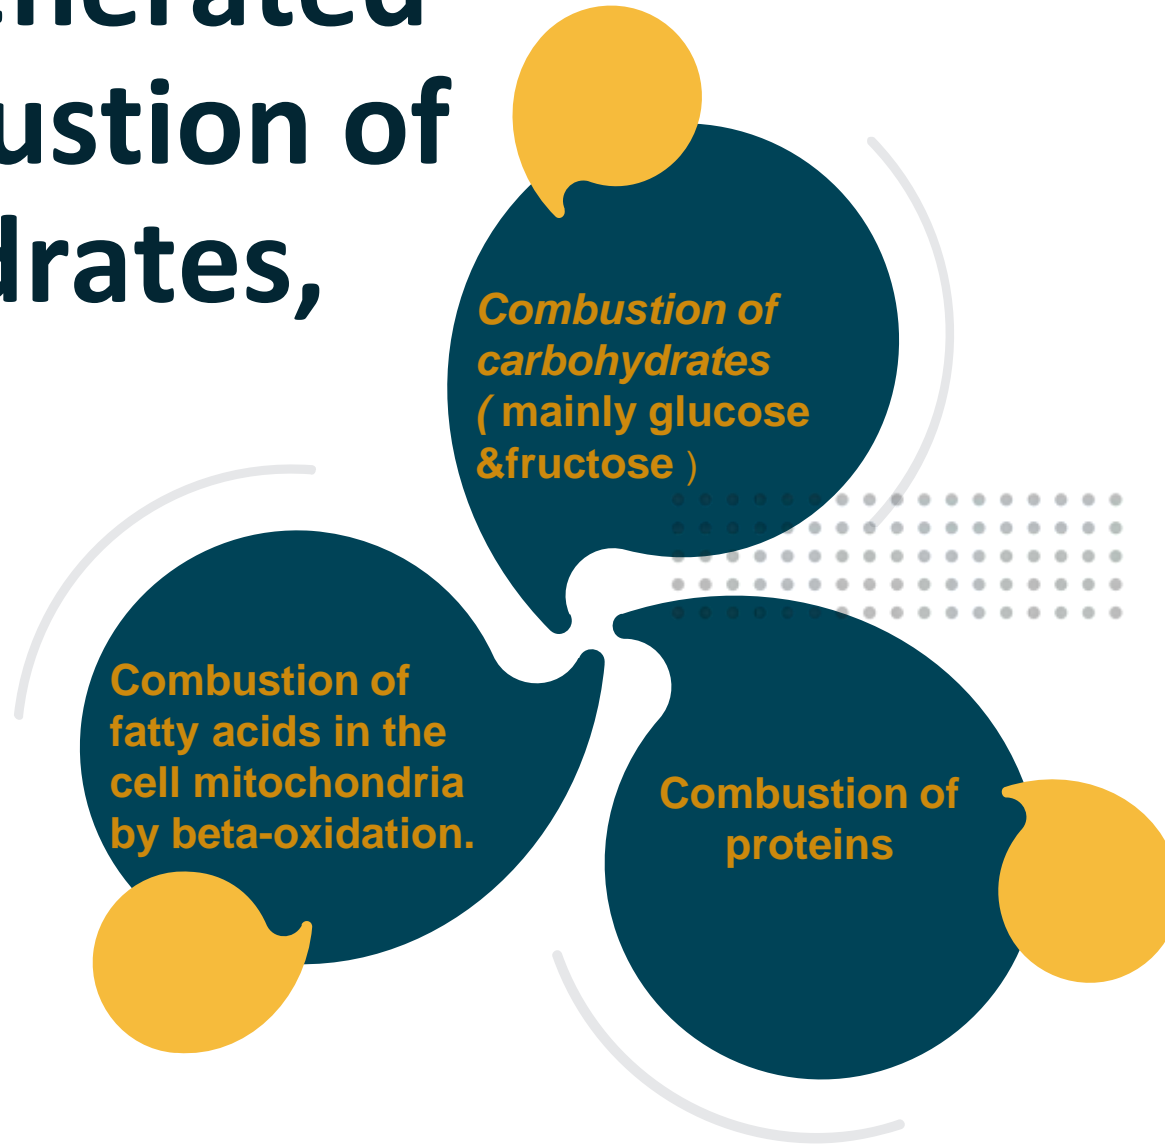 nerated
ustion of
drates,
Combustion of
carbohydrates
( mainly glucose
&fructose )
Combustion of
fatty acids in the
cell mitochondria
by beta-oxidation.
Combustion of
proteins